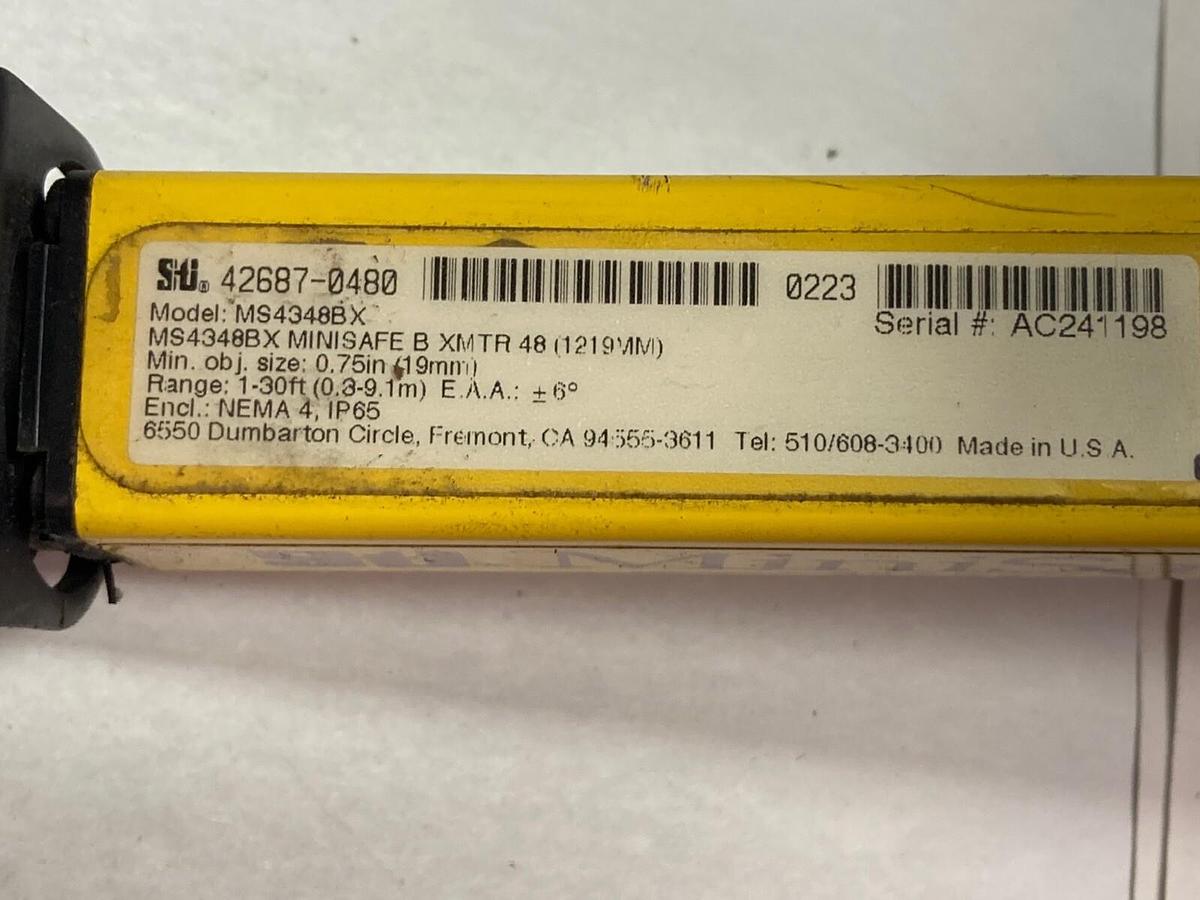 STI® 42687-0480 0223
Serial #: AC241198
Model: MS4348BX
MS4348BX MINISAFE B XMTR 48 (1219MM)
Min. obj. size: 0.75in (19mm)
Range: 1-30ft (0.3-9.1m) E.A.A.: ±6°
Encl.: NEMA 4, IP65
6550 Dumbarton Circle, Fremont, CA 94555-3611 Tel: 510/608-3400 Made in U.S.A.